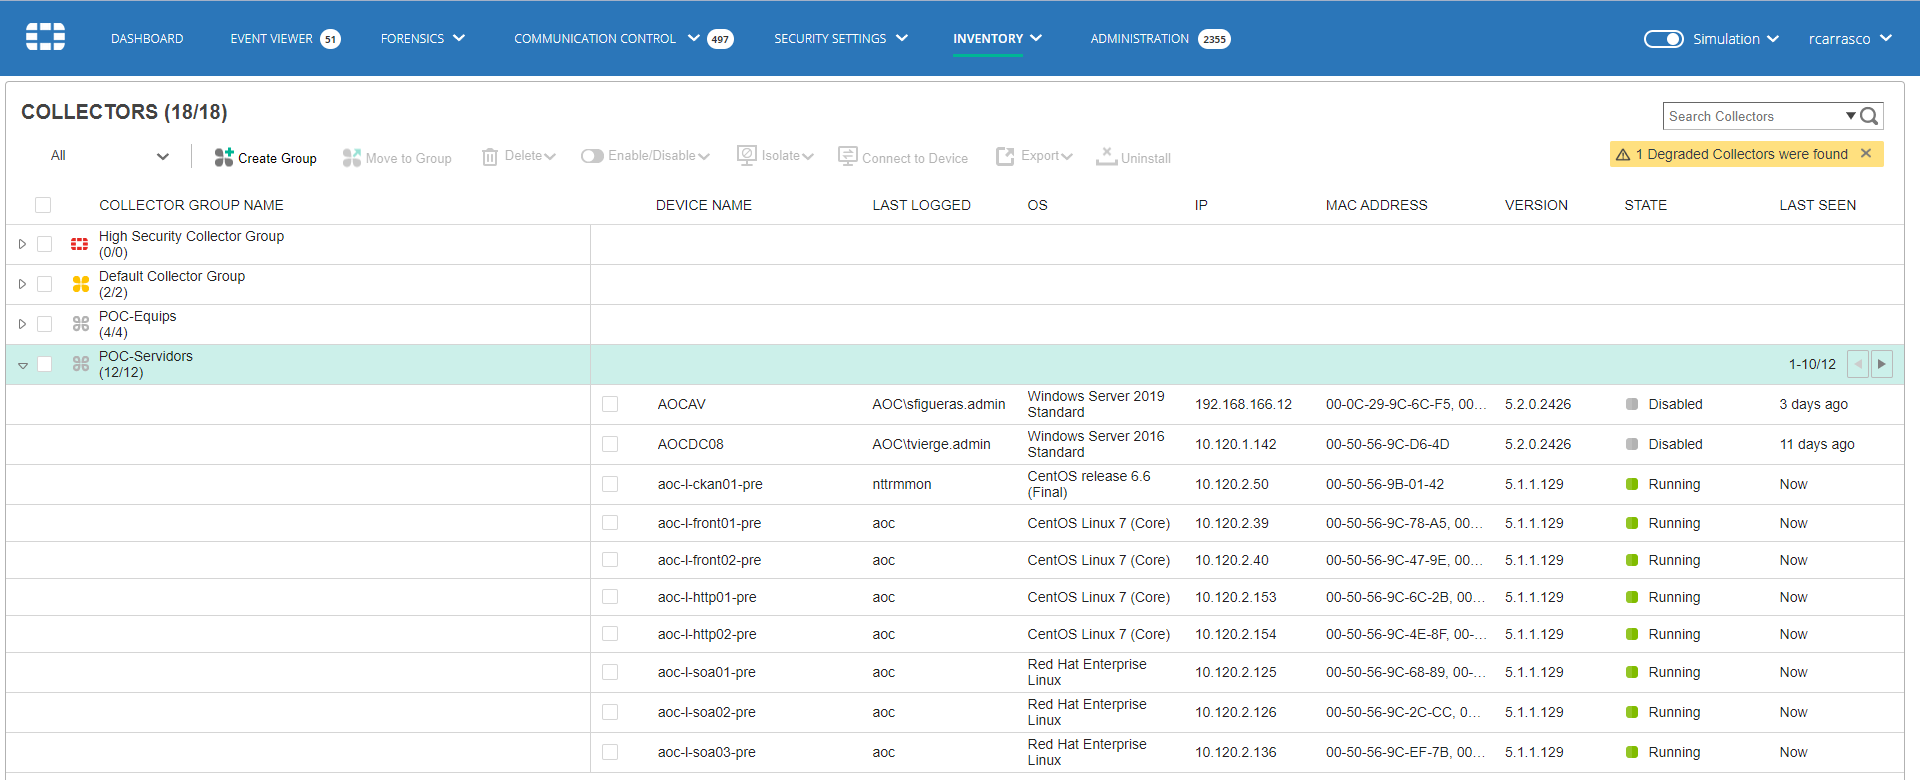 DASHBOARD EVENT VIEWER 51 FORENSICS COMMUNICATION CONTROL 497 SECURITY SETTINGS INVENTORY ADMINISTRATION 2355 Simulation rcarrasco
COLLECTORS (18/18)
Search Collectors
All Create Group Move to Group Delete Enable/Disable Isolate Connect to Device Export Uninstall
1 Degraded Collectors were found
COLLECTOR GROUP NAME DEVICE NAME LAST LOGGED OS IP MAC ADDRESS VERSION STATE LAST SEEN
High Security Collector Group
(0/0)
Default Collector Group
(2/2)
POC-Equips
(4/4)
POC-Servidors
(12/12)
1-10/12
AOCAV AOC\sfigueras.admin Windows Server 2019 Standard 192.168.166.12 00-0C-29-9C-6C-F5, 00... 5.2.0.2426 Disabled 3 days ago
AOCDC08 AOC\tvierge.admin Windows Server 2016 Standard 10.120.1.142 00-50-56-9C-D6-4D 5.2.0.2426 Disabled 11 days ago
aoc-l-ckan01-pre nttrmmon CentOS release 6.6 (Final) 10.120.2.50 00-50-56-9B-01-42 5.1.1.129 Running Now
aoc-l-front01-pre aoc CentOS Linux 7 (Core) 10.120.2.39 00-50-56-9C-78-A5, 00... 5.1.1.129 Running Now
aoc-l-front02-pre aoc CentOS Linux 7 (Core) 10.120.2.40 00-50-56-9C-47-9E, 00... 5.1.1.129 Running Now
aoc-l-http01-pre aoc CentOS Linux 7 (Core) 10.120.2.153 00-50-56-9C-6C-2B, 00... 5.1.1.129 Running Now
aoc-l-http02-pre aoc CentOS Linux 7 (Core) 10.120.2.154 00-50-56-9C-4E-8F, 00-... 5.1.1.129 Running Now
aoc-l-soa01-pre aoc Red Hat Enterprise Linux 10.120.2.125 00-50-56-9C-68-89, 00-... 5.1.1.129 Running Now
aoc-l-soa02-pre aoc Red Hat Enterprise Linux 10.120.2.126 00-50-56-9C-2C-CC, 0... 5.1.1.129 Running Now
aoc-l-soa03-pre aoc Red Hat Enterprise Linux 10.120.2.136 00-50-56-9C-EF-7B, 00... 5.1.1.129 Running Now